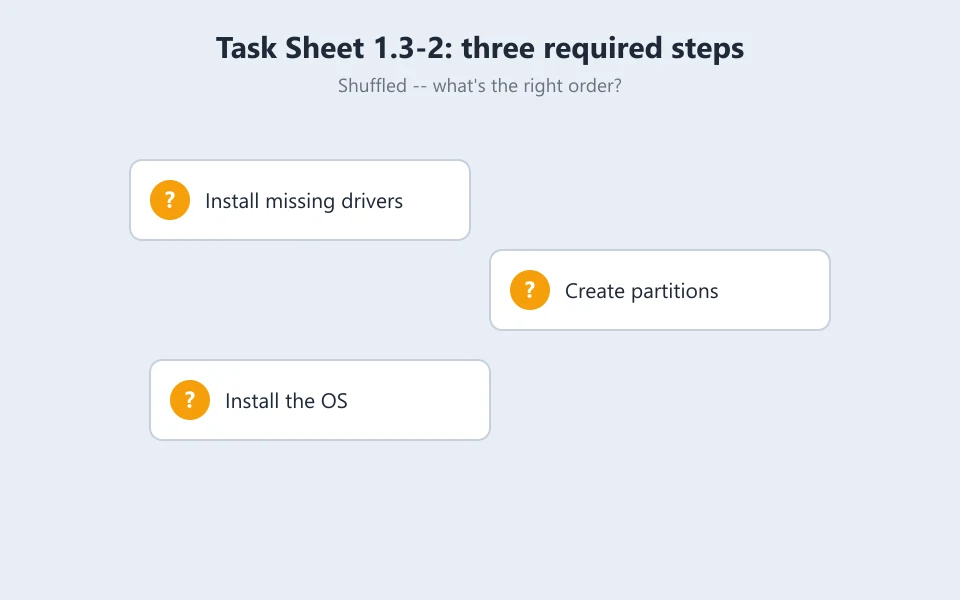 Task Sheet 1.3-2: three required steps
Shuffled -- what's the right order?
? Install missing drivers
? Create partitions
? Install the OS